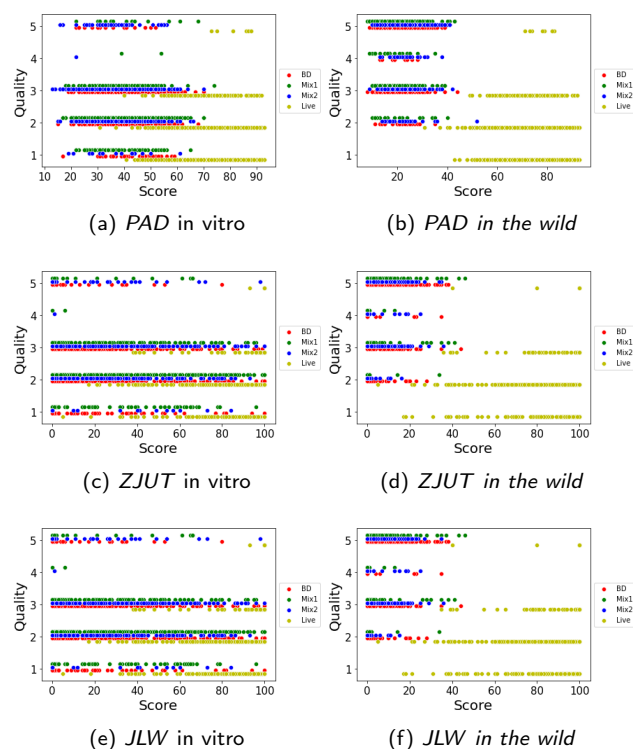 5
4
3
2
1
Quality
10 20 30 40 50 60 70 80 90
Score
BD
Mix1
Mix2
Live
(a) PAD in vitro
5
4
3
2
1
Quality
20 40 60 80
Score
BD
Mix1
Mix2
Live
(b) PAD in the wild
5
4
3
2
1
Quality
0 20 40 60 80 100
Score
BD
Mix1
Mix2
Live
(c) ZJUT in vitro
5
4
3
2
1
Quality
0 20 40 60 80 100
Score
BD
Mix1
Mix2
Live
(d) ZJUT in the wild
5
4
3
2
1
Quality
0 20 40 60 80 100
Score
BD
Mix1
Mix2
Live
(e) JLW in vitro
5
4
3
2
1
Quality
0 20 40 60 80 100
Score
BD
Mix1
Mix2
Live
(f) JLW in the wild